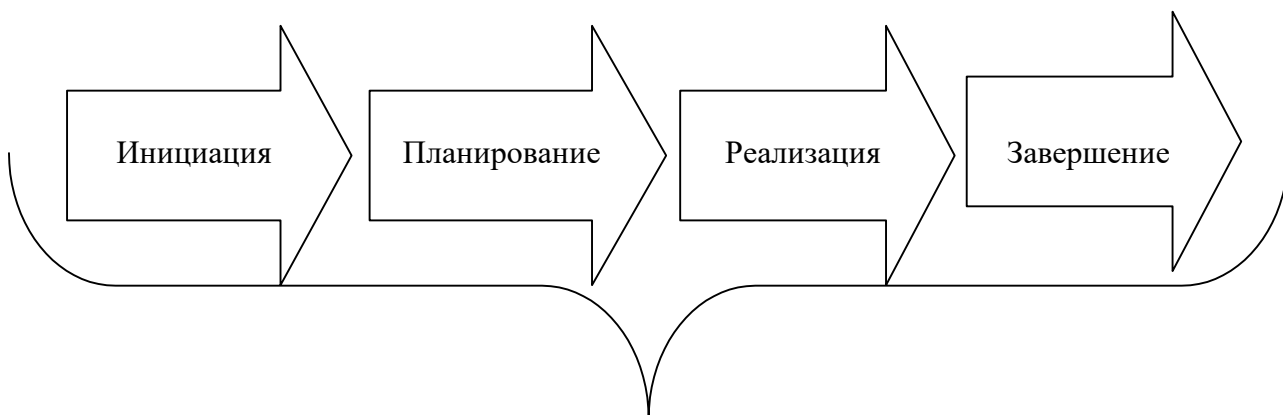 Инициация Планирование Реализация Завершение